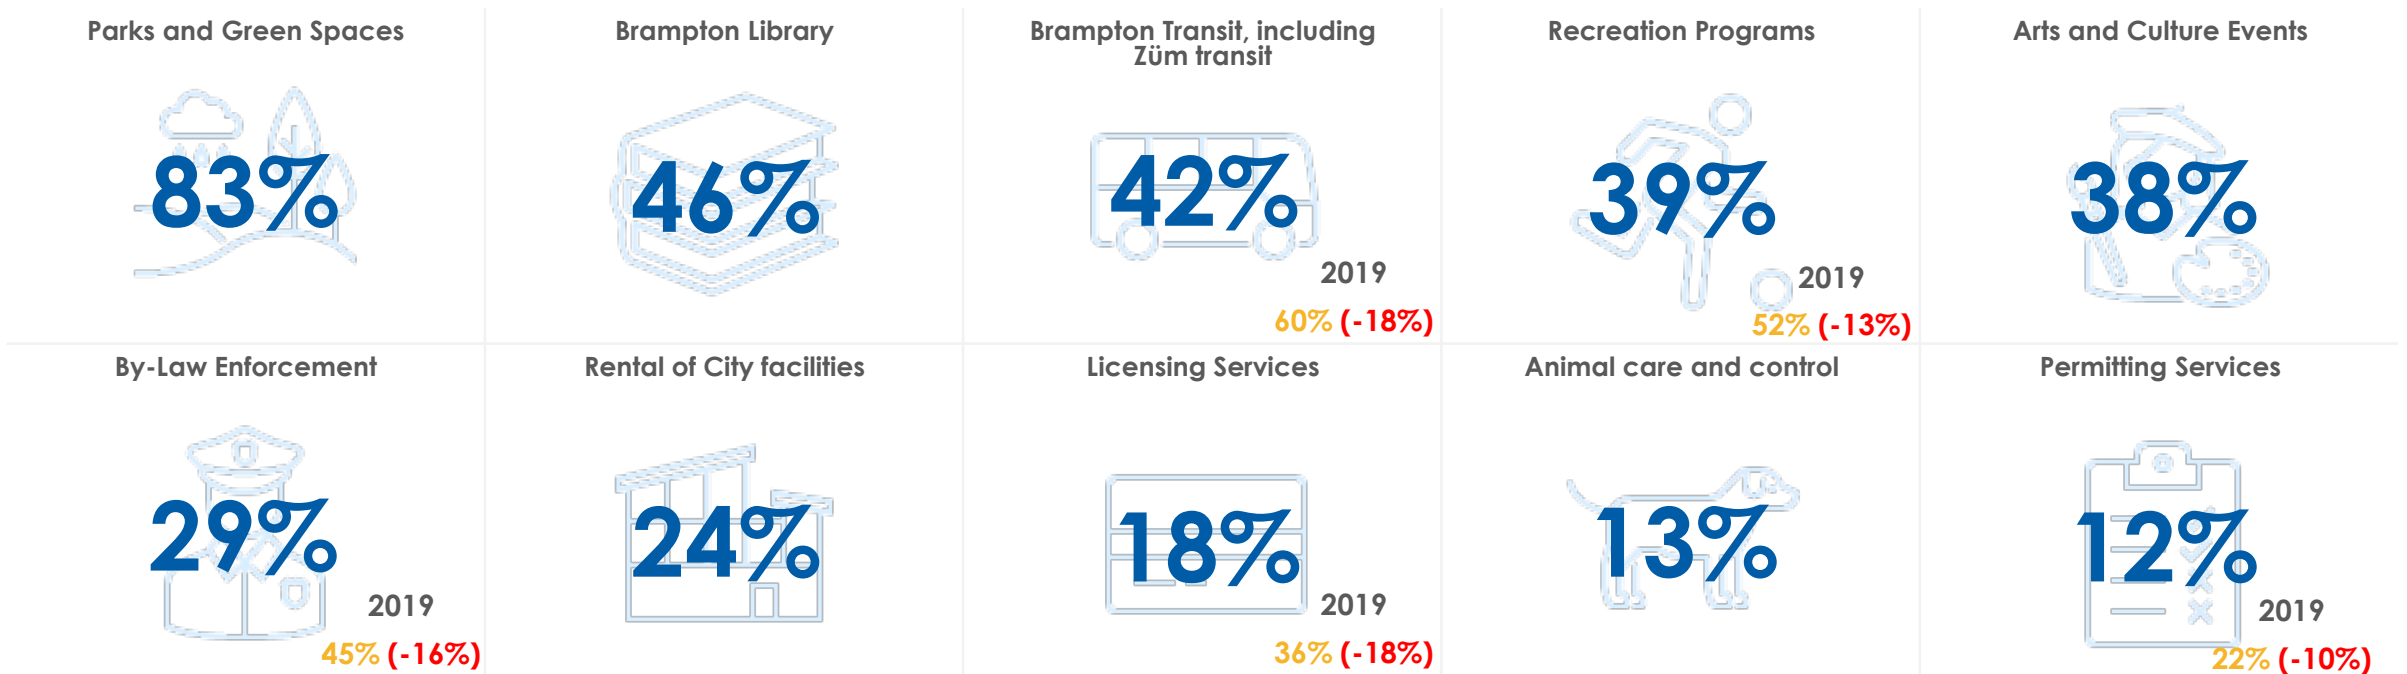 Parks and Green Spaces
83%
Brampton Library
46%
Brampton Transit, including
Züm transit
42%
2019
60% (-18%)
Recreation Programs
39%
2019
52% (-13%)
Arts and Culture Events
38%
By-Law Enforcement
29%
2019
45% (-16%)
Rental of City facilities
24%
Licensing Services
18%
2019
36% (-18%)
Animal care and control
13%
Permitting Services
12%
2019
22% (-10%)